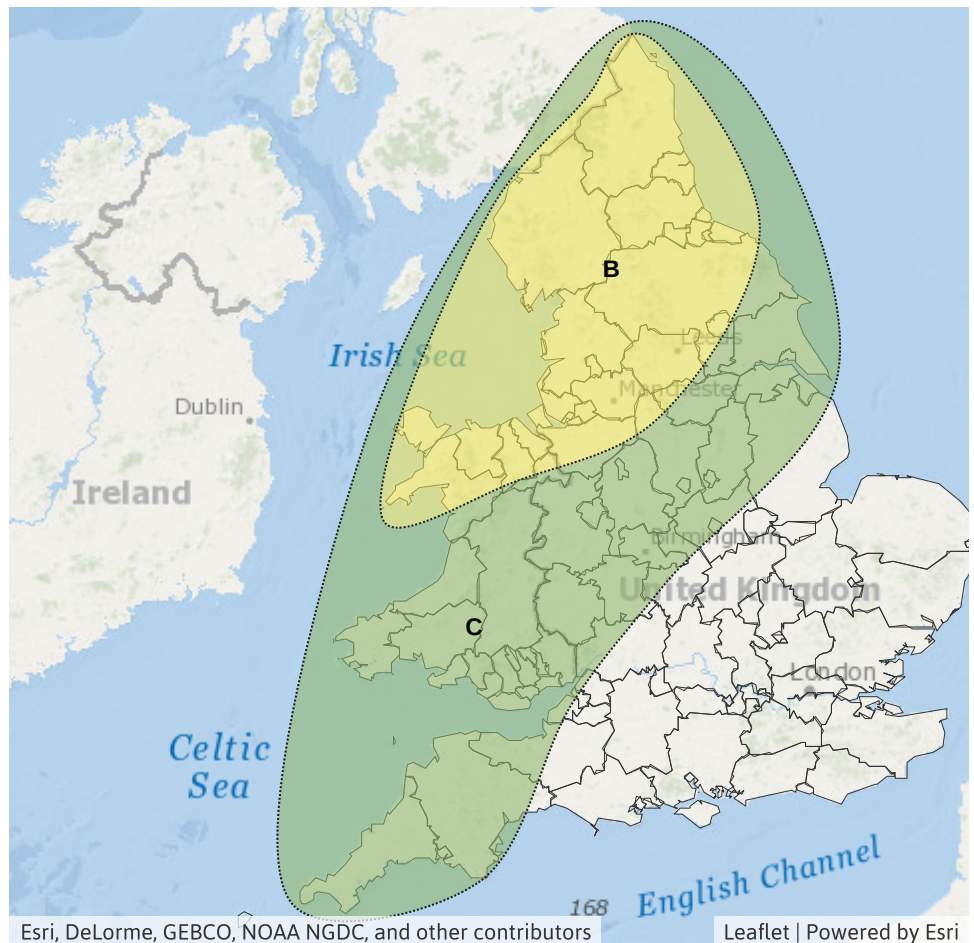 B
Leeds
Irish Sea
Manchester
Dublin
Ireland
Birmingham
United Kingdom
C
London
Celtic
Sea
English Channel
168
Esri, DeLorme, GEBCO, NOAA NGDC, and other contributors
Leaflet | Powered by Esri